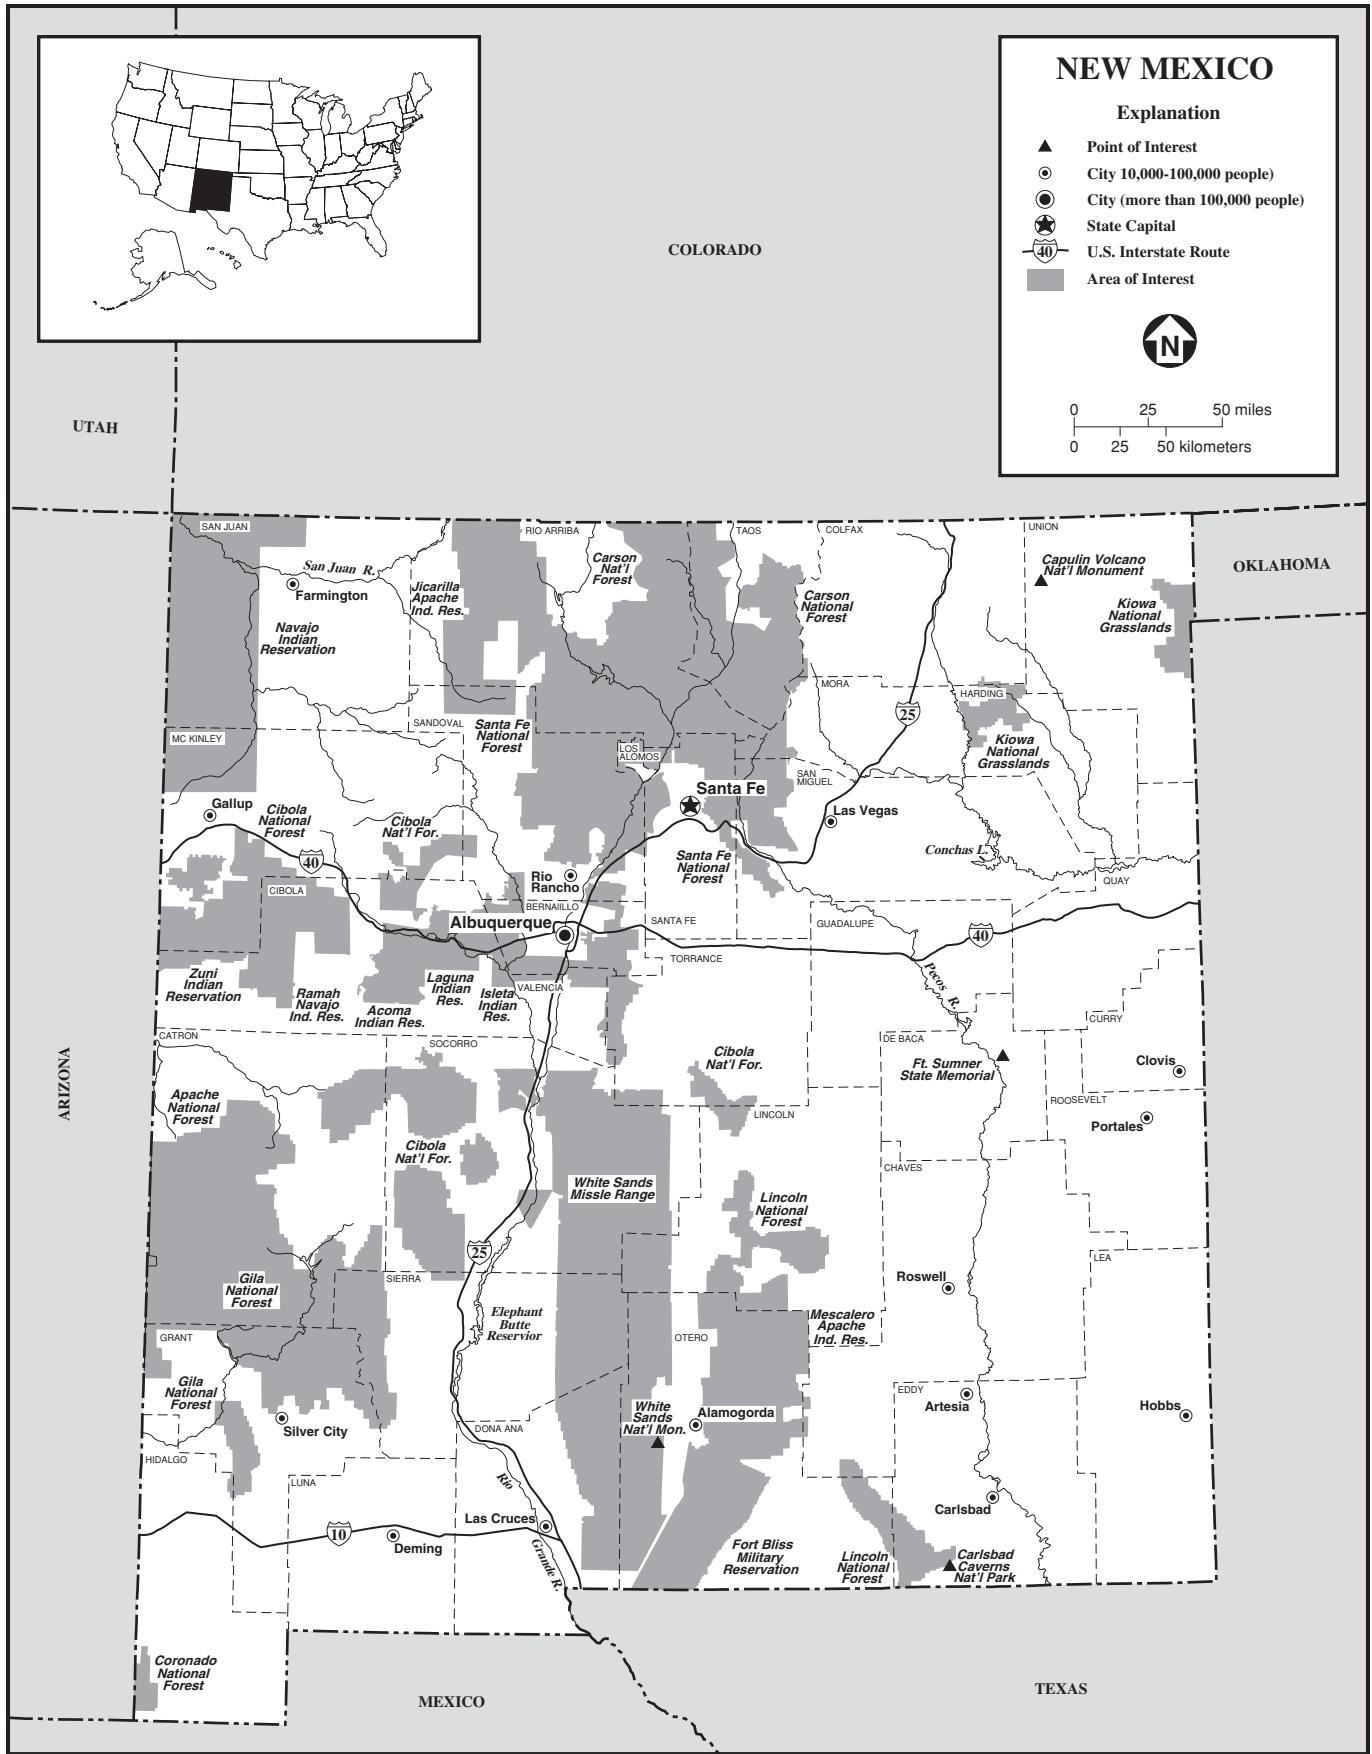 NEW MEXICO
Explanation
Point of Interest
City 10,000-100,000 people)
City (more than 100,000 people)
State Capital
40
U.S. Interstate Route
Area of Interest
N
0 25 50 miles
0 25 50 kilometers
COLORADO
UTAH
OKLAHOMA
ARIZONA
MEXICO
TEXAS
SAN JUAN
RIO ARRIBA
TAOS
COLFAX
UNION
San Juan R.
Farmington
Jicarilla
Apache
Ind. Res.
Carson
Nat'l
Forest
Carson
National
Forest
Capulin Volcano
Nat'l Monument
Kiowa
National
Grasslands
Navajo
Indian
Reservation
MORA
HARDING
25
SANDOVAL
MC KINLEY
Santa Fe
National
Forest
LOS
ALOMOS
Kiowa
National
Grasslands
SAN
MIGUEL
Santa Fe
Gallup
Cibola
National
Forest
Cibola
Nat'l For.
Las Vegas
Conchas L.
40
Santa Fe
National
Forest
Rio
Rancho
CIBOLA
QUAY
BERNAIILLO
Albuquerque
SANTA FE
GUADALUPE
40
TORRANCE
Pecos R.
Zuni
Indian
Reservation
Ramah
Navajo
Ind. Res.
Acoma
Indian Res.
Laguna
Indian
Res.
Isleta
Indian
Res.
VALENCIA
CURRY
CATRON
SOCORRO
DE BACA
Cibola
Nat'l For.
Ft. Sumner
State Memorial
Clovis
Apache
National
Forest
LINCOLN
ROOSEVELT
Portales
Cibola
Nat'l For.
CHAVES
White Sands
Missle Range
Lincoln
National
Forest
25
LEA
Gila
National
Forest
SIERRA
Roswell
Elephant
Butte
Reservior
Mescalero
Apache
Ind. Res.
GRANT
OTERO
Gila
National
Forest
EDDY
Artesia
Hobbs
White
Sands
Nat'l Mon.
Alamogorda
Silver City
DONA ANA
HIDALGO
LUNA
Rio
Grande R.
Carlsbad
Las Cruces
10
Deming
Fort Bliss
Military
Reservation
Lincoln
National
Forest
Carlsbad
Caverns
Nat'l Park
Coronado
National
Forest